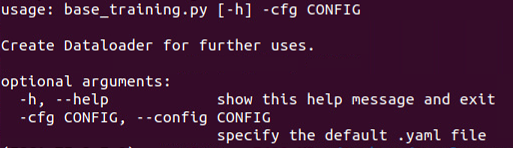 usage: base_training.py [-h] -cfg CONFIG
Create Dataloader for further uses.
optional arguments:
-h, --help show this help message and exit
-cfg CONFIG, --config CONFIG
specify the default .yaml file